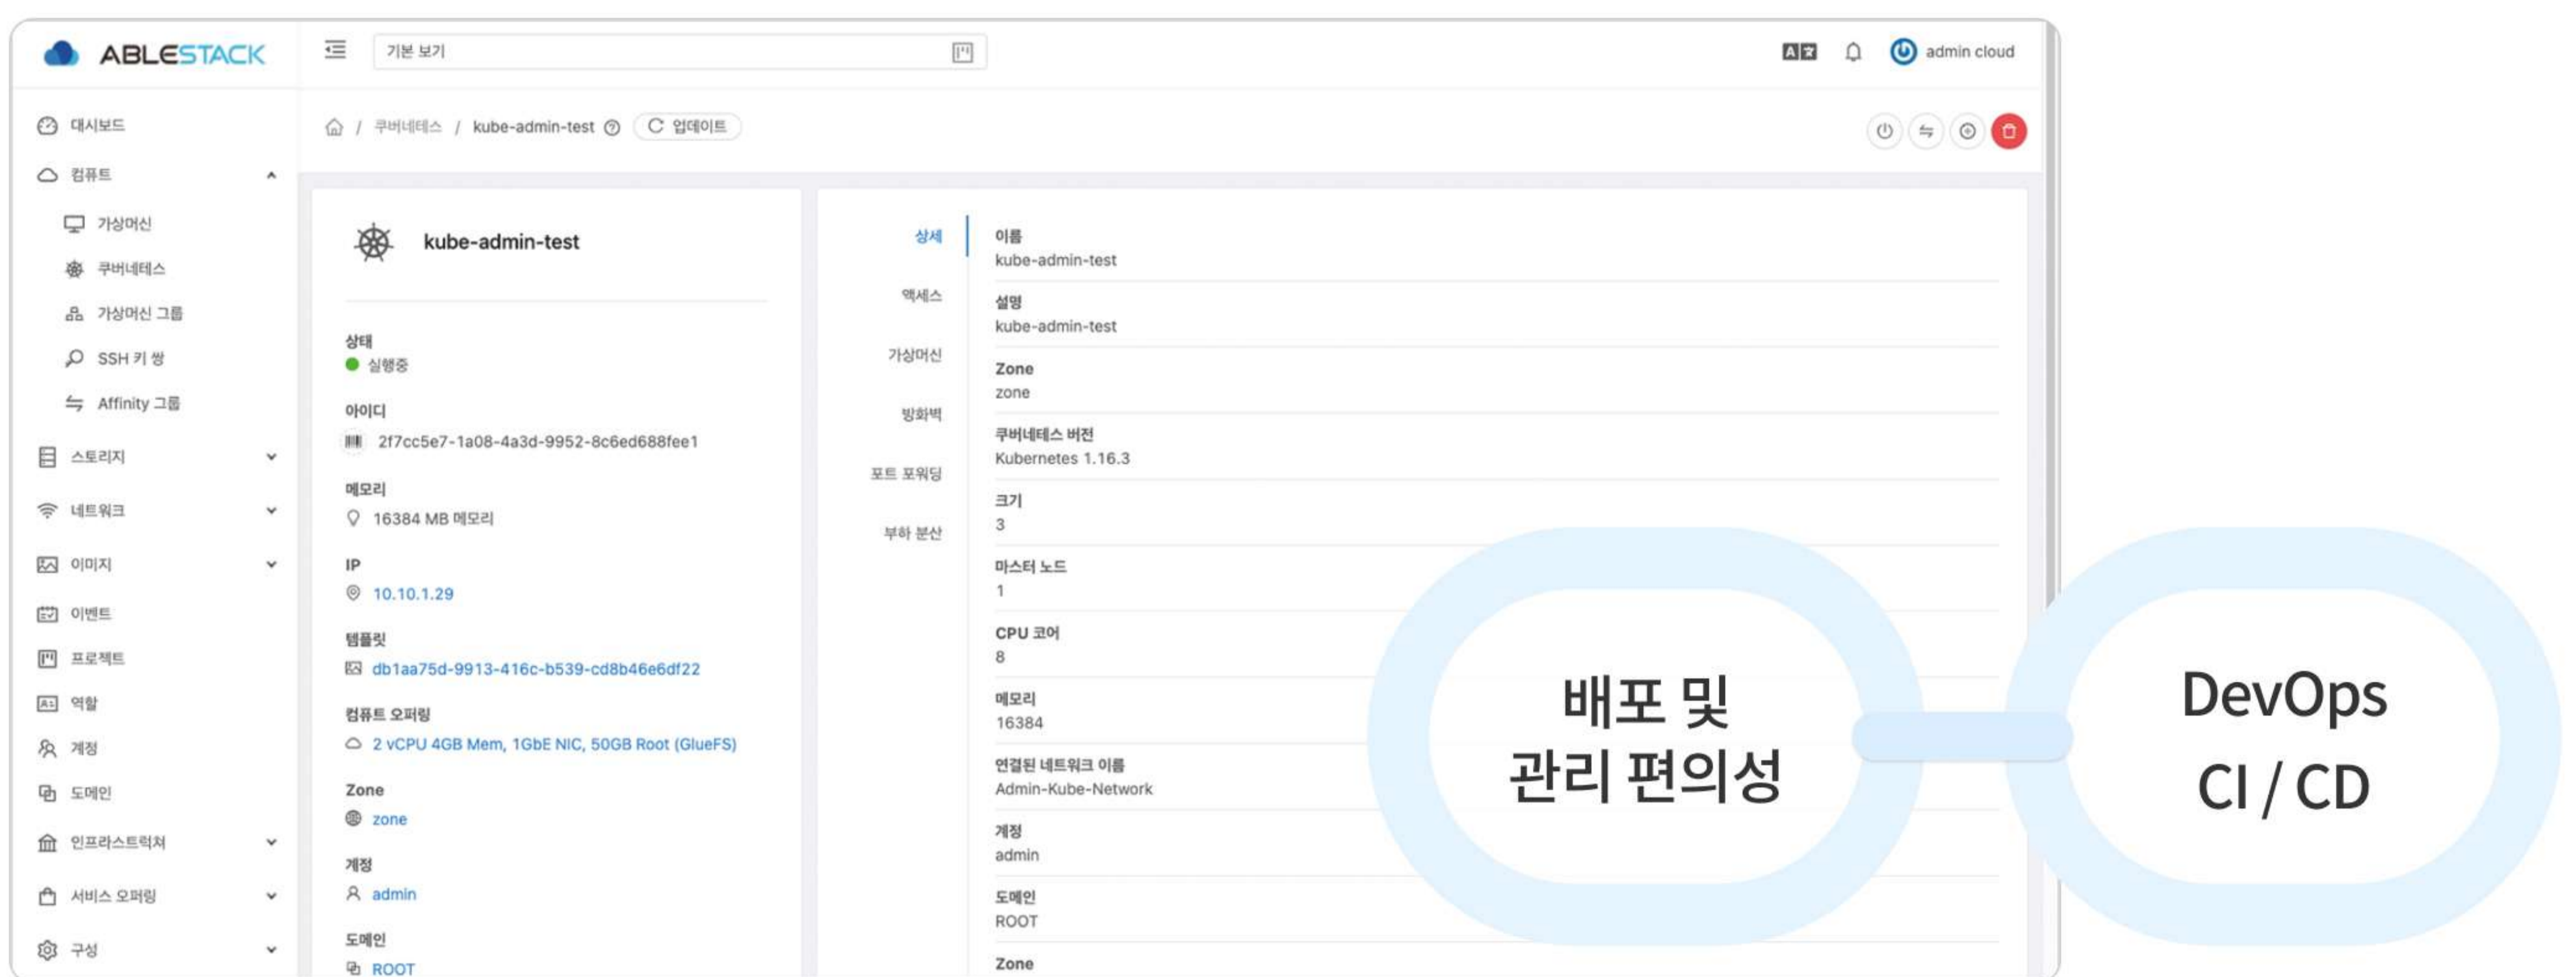 ABLESTACK
기본 보기
admin cloud
대시보드
컴퓨트
가상머신
쿠버네테스
가상머신 그룹
SSH 키 쌍
Affinity 그룹
스토리지
네트워크
이미지
이벤트
프로젝트
역할
계정
도메인
인프라스트럭쳐
서비스 오퍼링
구성
/ 쿠버네테스 / kube-admin-test
업데이트
kube-admin-test
상태
실행중
아이디
2f7cc5e7-1a08-4a3d-9952-8c6ed688fee1
메모리
16384 MB 메모리
IP
10.10.1.29
템플릿
db1aa75d-9913-416c-b539-cd8b46e6df22
컴퓨트 오퍼링
2 vCPU 4GB Mem, 1GbE NIC, 50GB Root (GlueFS)
Zone
zone
계정
admin
도메인
ROOT
상세
액세스
가상머신
방화벽
포트 포워딩
부하 분산
이름
kube-admin-test
설명
kube-admin-test
Zone
zone
쿠버네테스 버전
Kubernetes 1.16.3
크기
3
마스터 노드
1
CPU 코어
8
메모리
16384
연결된 네트워크 이름
Admin-Kube-Network
계정
admin
도메인
ROOT
Zone
배포 및
관리 편의성
DevOps
CI / CD